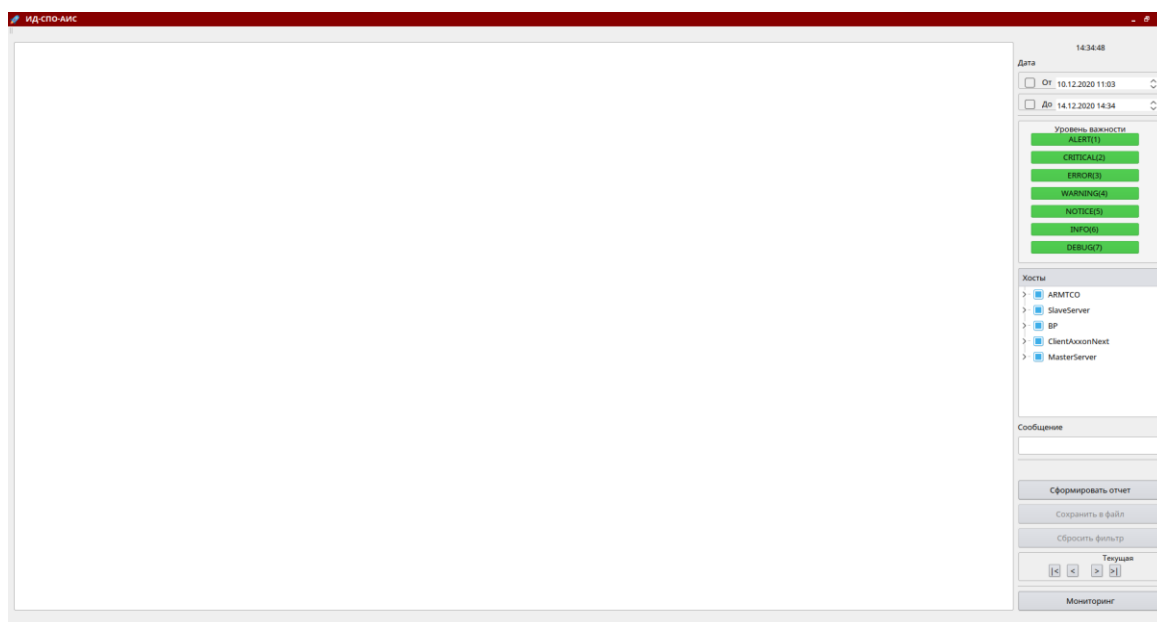 ИД-СПО-АИС
14:34:48
Дата
От 10.12.2020 11:03
До 14.12.2020 14:34
Уровень важности
ALERT(1)
CRITICAL(2)
ERROR(3)
WARNING(4)
NOTICE(5)
INFO(6)
DEBUG(7)
Хосты
ARMTCO
SlaveServer
BP
ClientAxxonNext
MasterServer
Сообщение
Сформировать отчет
Сохранить в файл
Сбросить фильтр
Текущая
|< < > >|
Мониторинг